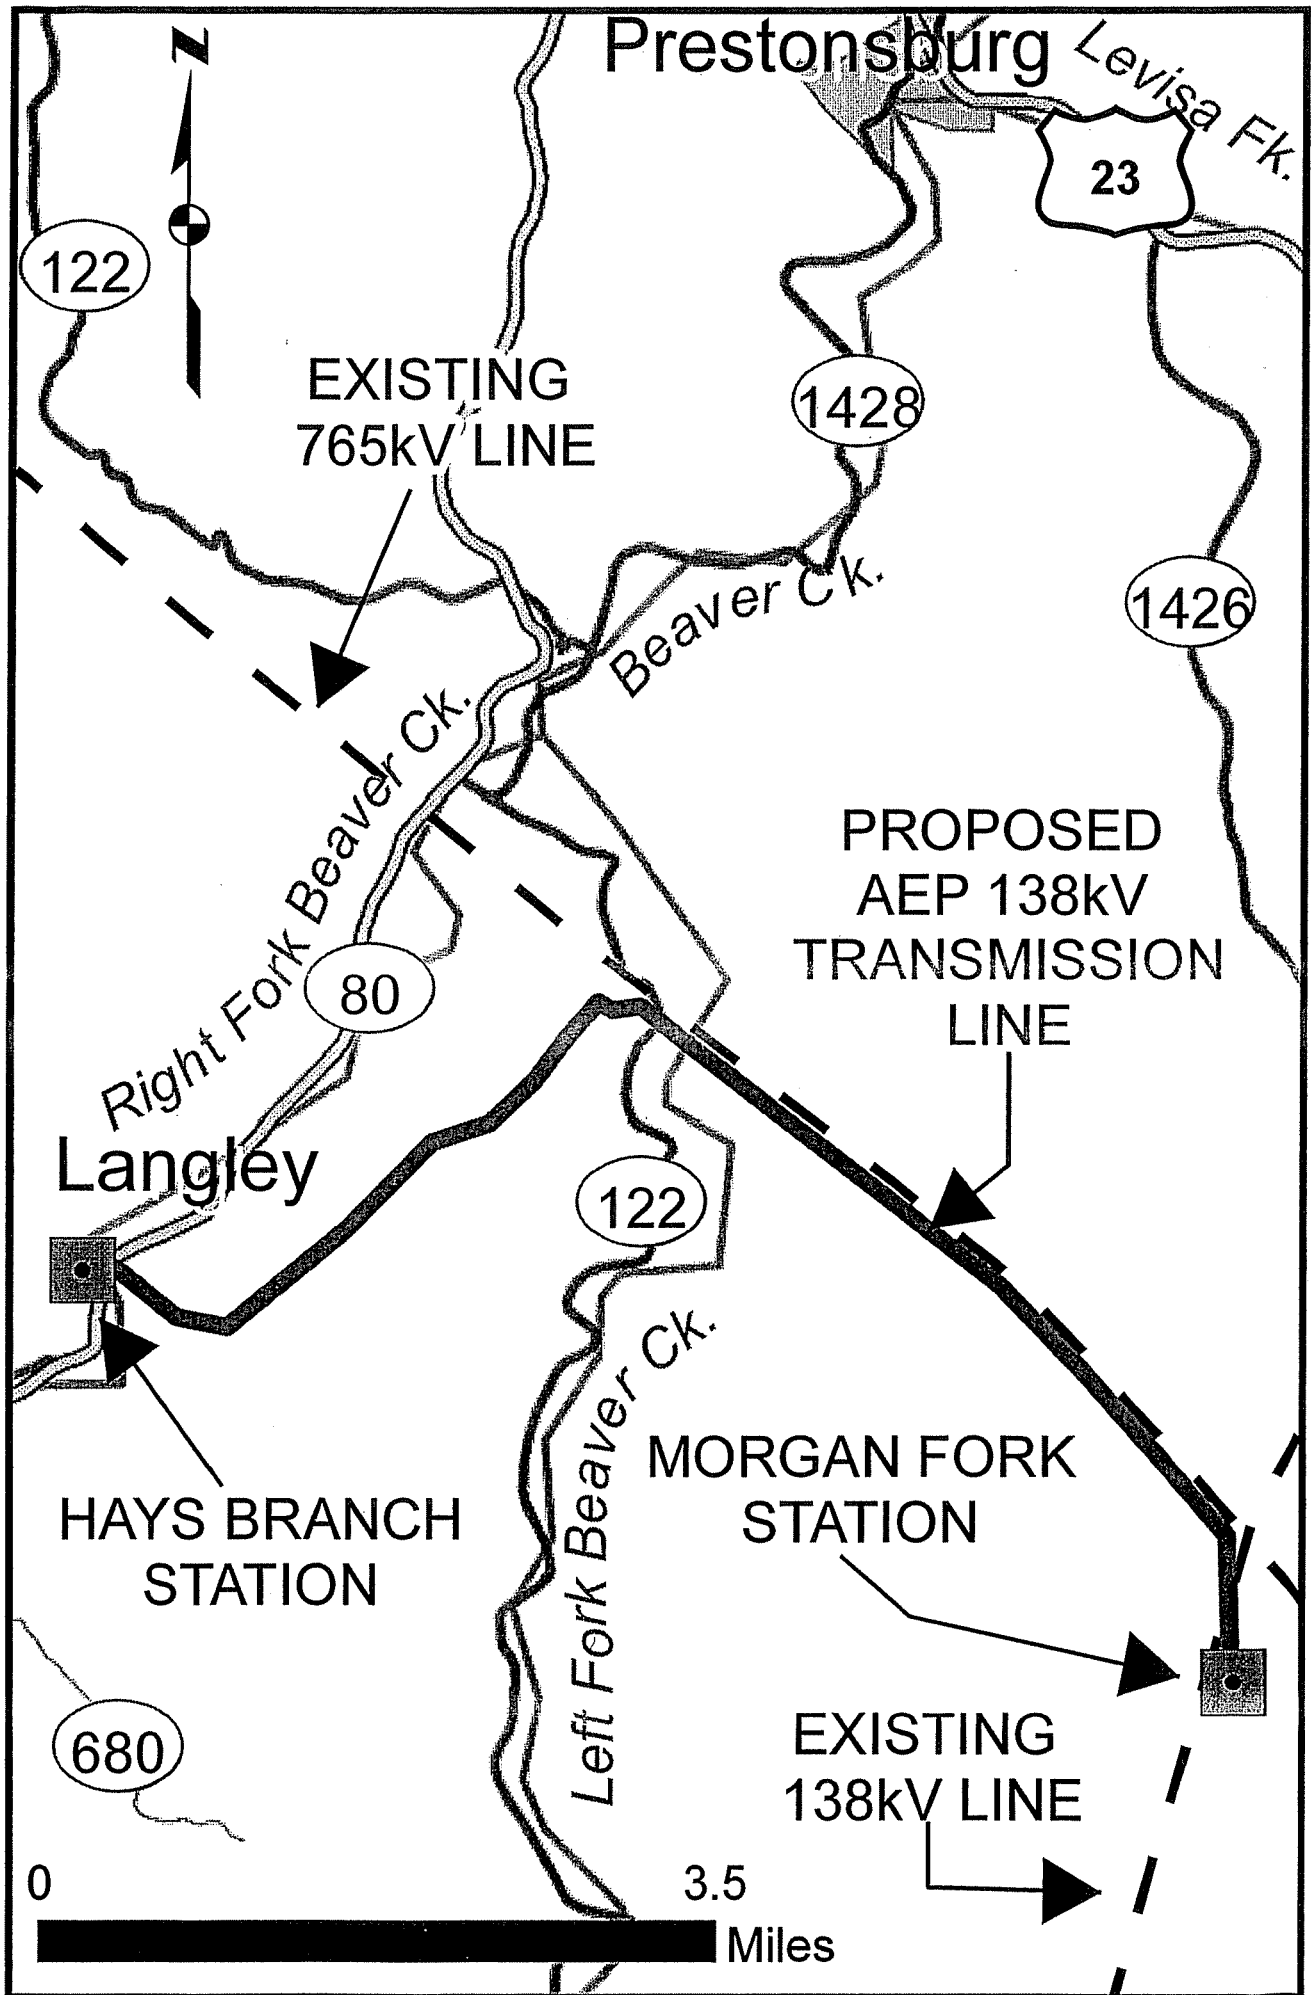 Prestonsburg
Levisa Fk.
N
23
122
EXISTING
765kV LINE
1428
Beaver Ck.
1426
Right Fork Beaver Ck.
PROPOSED
AEP 138kV
TRANSMISSION
LINE
80
Langley
122
Left Fork Beaver Ck.
MORGAN FORK
STATION
HAYS BRANCH
STATION
680
EXISTING
138kV LINE
0
3.5
Miles